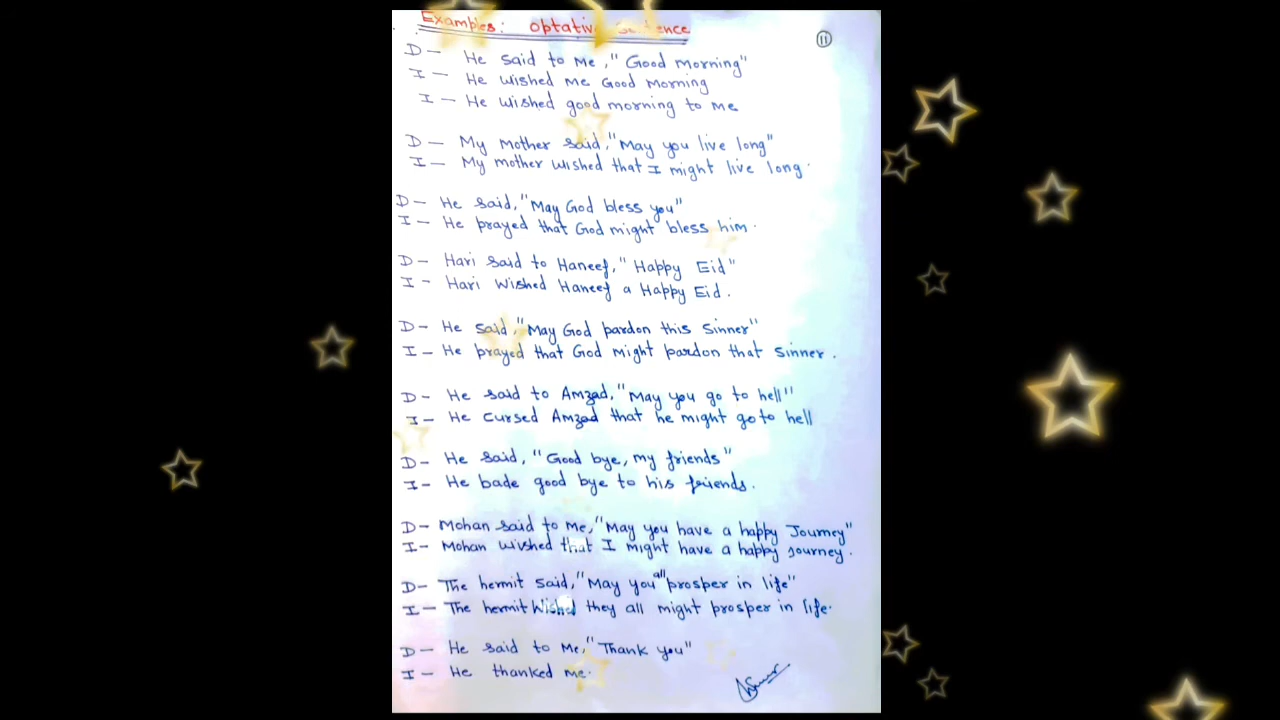 Examples: Optative Sentence
11
D - He said to Me, "Good morning"
I - He wished me Good Morning
I - He wished good morning to me
D - My mother said, "May you live long"
I - My mother wished that I might live long.
D - He said, "May God bless you"
I - He prayed that God might bless him.
D - Hari said to Haneef, "Happy Eid"
I - Hari Wished Haneef a Happy Eid.
D - He said, "May God pardon this sinner"
I - He prayed that God might pardon that sinner.
D - He said to Amzad, "May you go to hell"
I - He cursed Amzad that he might go to hell
D - He said, "Good bye, my friends"
I - He bade good bye to his friends.
D - Mohan said to Me, "May you have a happy Journey"
I - Mohan wished that I might have a happy journey.
D - The hermit said, "May you all prosper in life"
I - The hermit Wished they all might prosper in life.
D - He said to Me, "Thank you"
I - He thanked me.